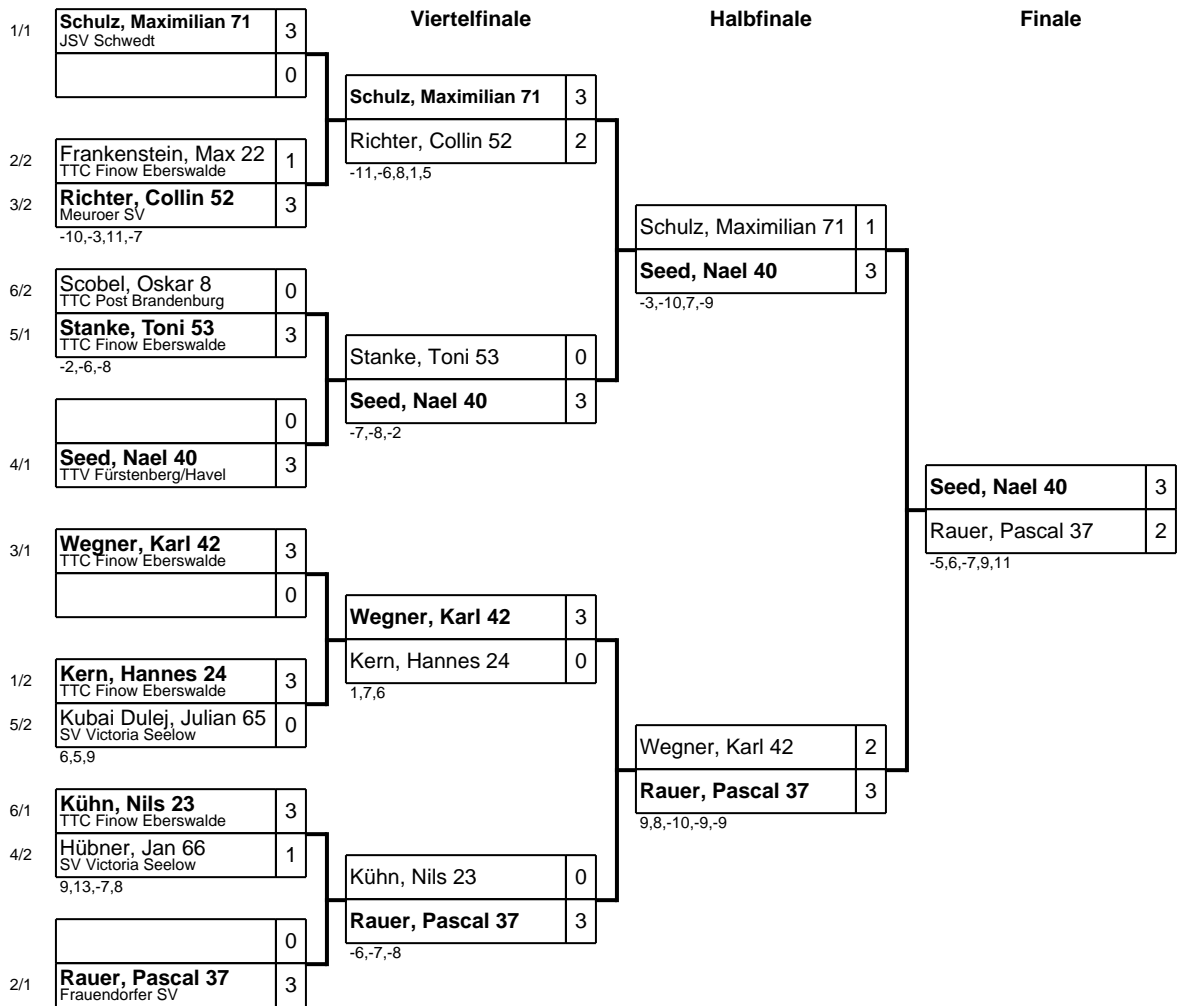 Viertelfinale
Halbfinale
Finale
1/1
Schulz, Maximilian 71
JSV Schwedt
3
0
2/2
Frankenstein, Max 22
TTC Finow Eberswalde
1
3/2
Richter, Collin 52
Meuroer SV
3
-10,-3,11,-7
6/2
Scobel, Oskar 8
TTC Post Brandenburg
0
5/1
Stanke, Toni 53
TTC Finow Eberswalde
3
-2,-6,-8
0
4/1
Seed, Nael 40
TTV Fürstenberg/Havel
3
3/1
Wegner, Karl 42
TTC Finow Eberswalde
3
0
1/2
Kern, Hannes 24
TTC Finow Eberswalde
3
5/2
Kubai Dulej, Julian 65
SV Victoria Seelow
0
6,5,9
6/1
Kühn, Nils 23
TTC Finow Eberswalde
3
4/2
Hübner, Jan 66
SV Victoria Seelow
1
9,13,-7,8
0
2/1
Rauer, Pascal 37
Frauendorfer SV
3
Schulz, Maximilian 71 3
Richter, Collin 52 2
-11,-6,8,1,5
Stanke, Toni 53 0
Seed, Nael 40 3
-7,-8,-2
Wegner, Karl 42 3
Kern, Hannes 24 0
1,7,6
Kühn, Nils 23 0
Rauer, Pascal 37 3
-6,-7,-8
Schulz, Maximilian 71 1
Seed, Nael 40 3
-3,-10,7,-9
Wegner, Karl 42 2
Rauer, Pascal 37 3
9,8,-10,-9,-9
Seed, Nael 40 3
Rauer, Pascal 37 2
-5,6,-7,9,11